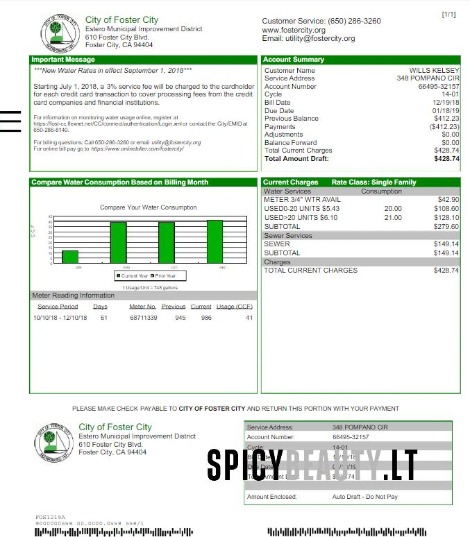 [1/1]
City of Foster City
Estero Municipal Improvement District
610 Foster City Blvd.
Foster City, CA 94404
Customer Service: (650) 286-3260
www.fostercity.org
Email: utility@fostercity.org
Important Message
***New Water Rates in effect September 1, 2018***
Starting July 1, 2018, a 3% service fee will be charged to the cardholder
for each credit card transaction to cover processing fees from the credit
card companies and financial institutions.
For information on monitoring water usage online, register at
or contact the City/EMID at
650-286-8140.
For billing questions: Call 650-286-3260 or email utility@fostercity.org
For online bill pay go to https://www.onlinebiller.com/fostercity/
Account Summary
Customer Name WILLS KELSEY
Service Address 348 POMPANO CIR
Account Number 66495-32157
Cycle 14-01
Bill Date 12/19/18
Due Date 01/18/19
Previous Balance $412.23
Payments ($412.23)
Adjustments $0.00
Balance Forward $0.00
Total Current Charges $428.74
Total Amount Draft: $428.74
Compare Water Consumption Based on Billing Month
Compare Your Water Consumption
Current Year Prior Year
1 Usage/Unit = 748 gallons
Meter Reading Information
Service Period Days Meter No. Previous Current Usage (CCF)
10/10/18 - 12/10/18 61 68711339 945 986 41
Current Charges Rate Class: Single Family
Water Services Consumption
METER 3/4" WTR AVAIL $42.90
USED0-20 UNITS $5.43 20.00 $108.60
USED>20 UNITS $6.10 21.00 $128.10
SUBTOTAL $279.60
Sewer Services
SEWER $149.14
SUBTOTAL $149.14
Charges
TOTAL CURRENT CHARGES $428.74
PLEASE MAKE CHECK PAYABLE TO CITY OF FOSTER CITY AND RETURN THIS PORTION WITH YOUR PAYMENT
City of Foster City
Estero Municipal Improvement District
610 Foster City Blvd.
Foster City, CA 94404
Service Address: 348 POMPANO CIR
Account Number 66495-32157
Cycle: 14-01
SPICYBEAUTY.LT
Amount Enclosed: Auto Draft - Do Not Pay